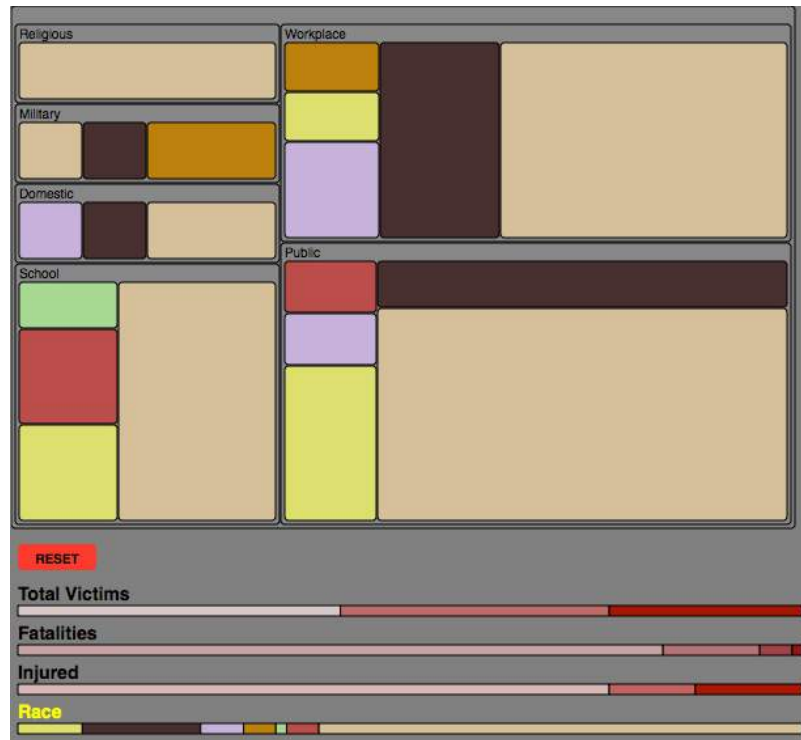 Religious
Military
Domestic
School
Workplace
Public
RESET
Total Victims
Fatalities
Injured
Race